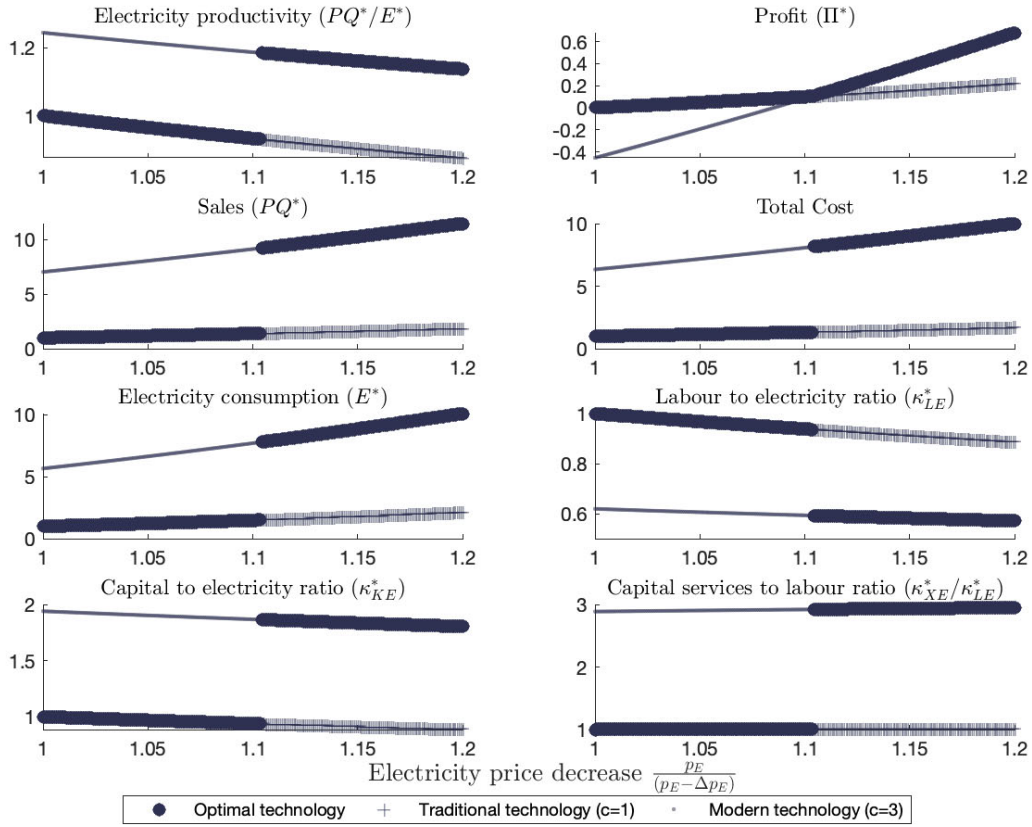 Electricity productivity (PQ*/E*)
1.2
1
1 1.05 1.1 1.15 1.2
Profit (Π*)
0.6
0.4
0.2
0
-0.2
-0.4
1 1.05 1.1 1.15 1.2
Sales (PQ*)
10
5
0
1 1.05 1.1 1.15 1.2
Total Cost
10
5
0
1 1.05 1.1 1.15 1.2
Electricity consumption (E*)
10
5
0
1 1.05 1.1 1.15 1.2
Labour to electricity ratio (κ*LE)
1
0.8
0.6
1 1.05 1.1 1.15 1.2
Capital to electricity ratio (κ*KE)
2
1.5
1
1 1.05 1.1 1.15 1.2
Capital services to labour ratio (κ*XE/κ*LE)
3
2
1
1 1.05 1.1 1.15 1.2
Electricity price decrease pE/(pE−ΔpE)
Optimal technology Traditional technology (c=1) Modern technology (c=3)